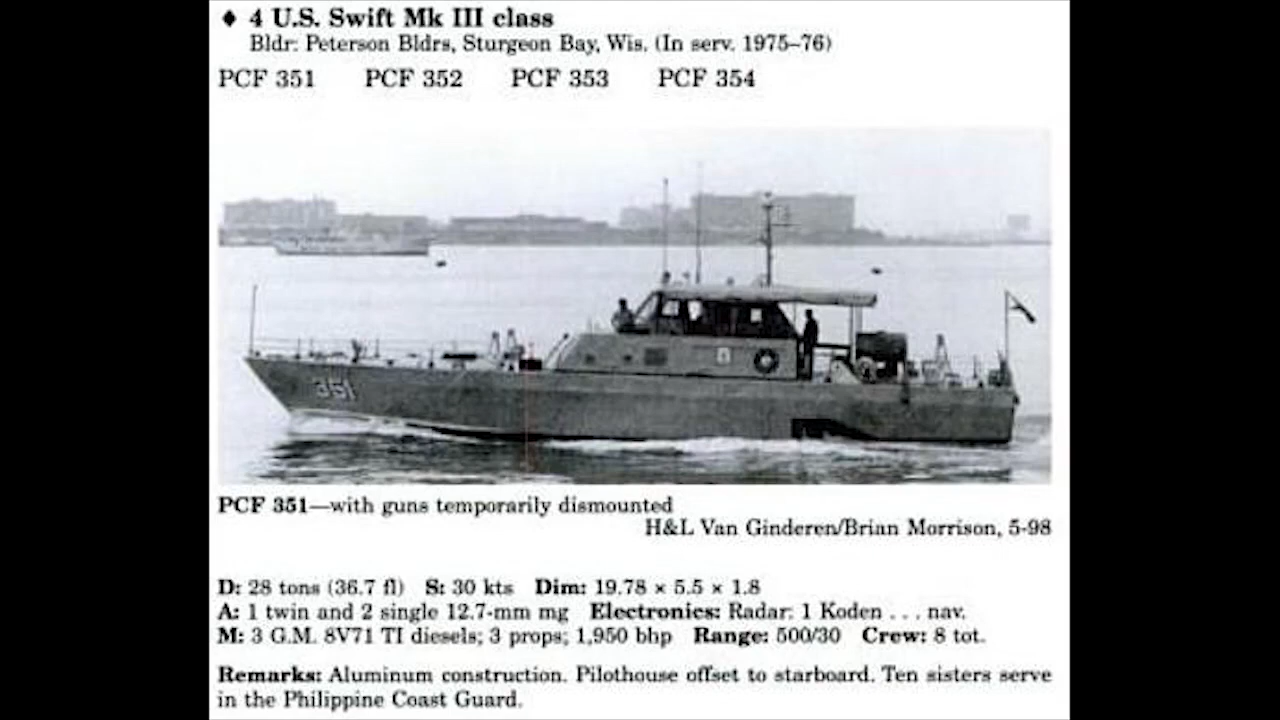 ♦ 4 U.S. Swift Mk III class
Bldr: Peterson Bldrs, Sturgeon Bay, Wis. (In serv. 1975–76)
PCF 351 PCF 352 PCF 353 PCF 354
351
PCF 351—with guns temporarily dismounted
H&L Van Ginderen/Brian Morrison, 5-98
D: 28 tons (36.7 fl) S: 30 kts Dim: 19.78 × 5.5 × 1.8
A: 1 twin and 2 single 12.7-mm mg Electronics: Radar: 1 Koden . . . nav.
M: 3 G.M. 8V71 TI diesels; 3 props; 1,950 bhp Range: 500/30 Crew: 8 tot.
Remarks: Aluminum construction. Pilothouse offset to starboard. Ten sisters serve
in the Philippine Coast Guard.